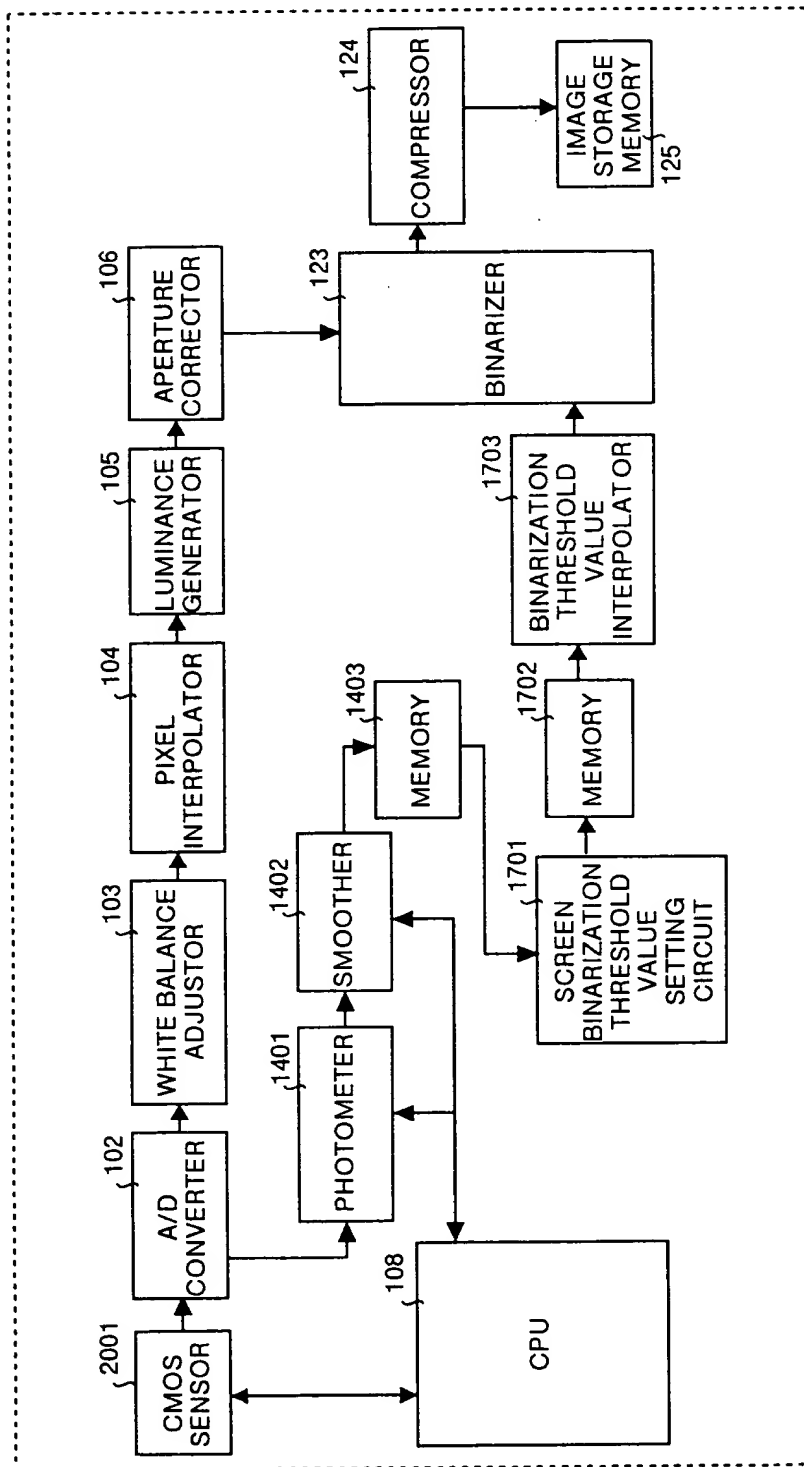 2001
CMOS
SENSOR
102
A/D
CONVERTER
103
WHITE BALANCE
ADJUSTOR
104
PIXEL
INTERPOLATOR
105
LUMINANCE
GENERATOR
106
APERTURE
CORRECTOR
108
CPU
1401
PHOTOMETER
1402
SMOOTHER
1403
MEMORY
1701
SCREEN
BINARIZATION
THRESHOLD
VALUE
SETTING
CIRCUIT
1702
MEMORY
1703
BINARIZATION
THRESHOLD
VALUE
INTERPOLATOR
123
BINARIZER
124
COMPRESSOR
IMAGE
STORAGE
MEMORY
125